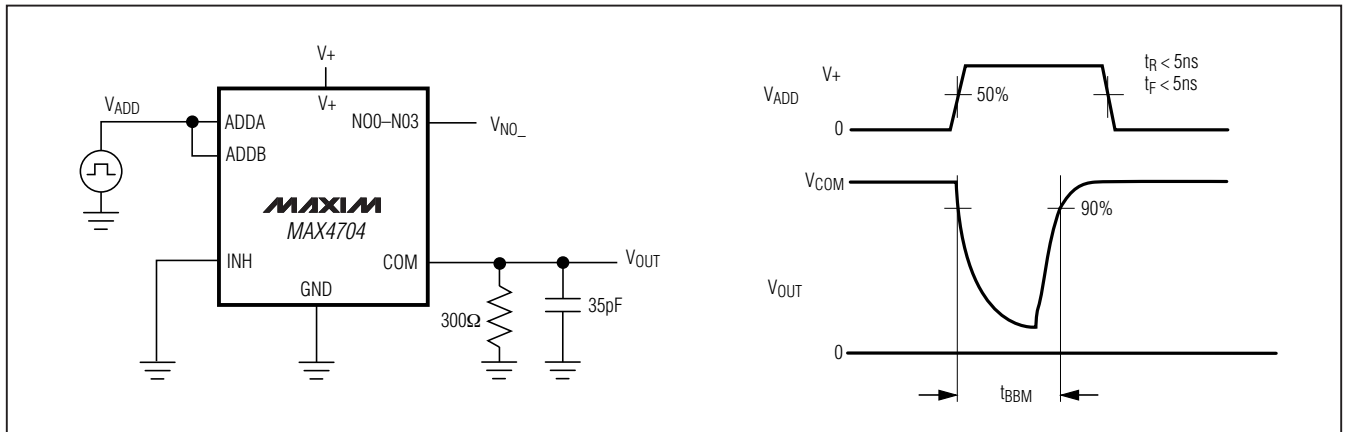 V+
V+
VADD
ADDA
ADDB
NO0–NO3
VNO_
MAXIM
MAX4704
INH
COM
GND
VOUT
300Ω
35pF
V+
VADD
0
50%
tR < 5ns
tF < 5ns
VCOM
90%
VOUT
0
tBBM